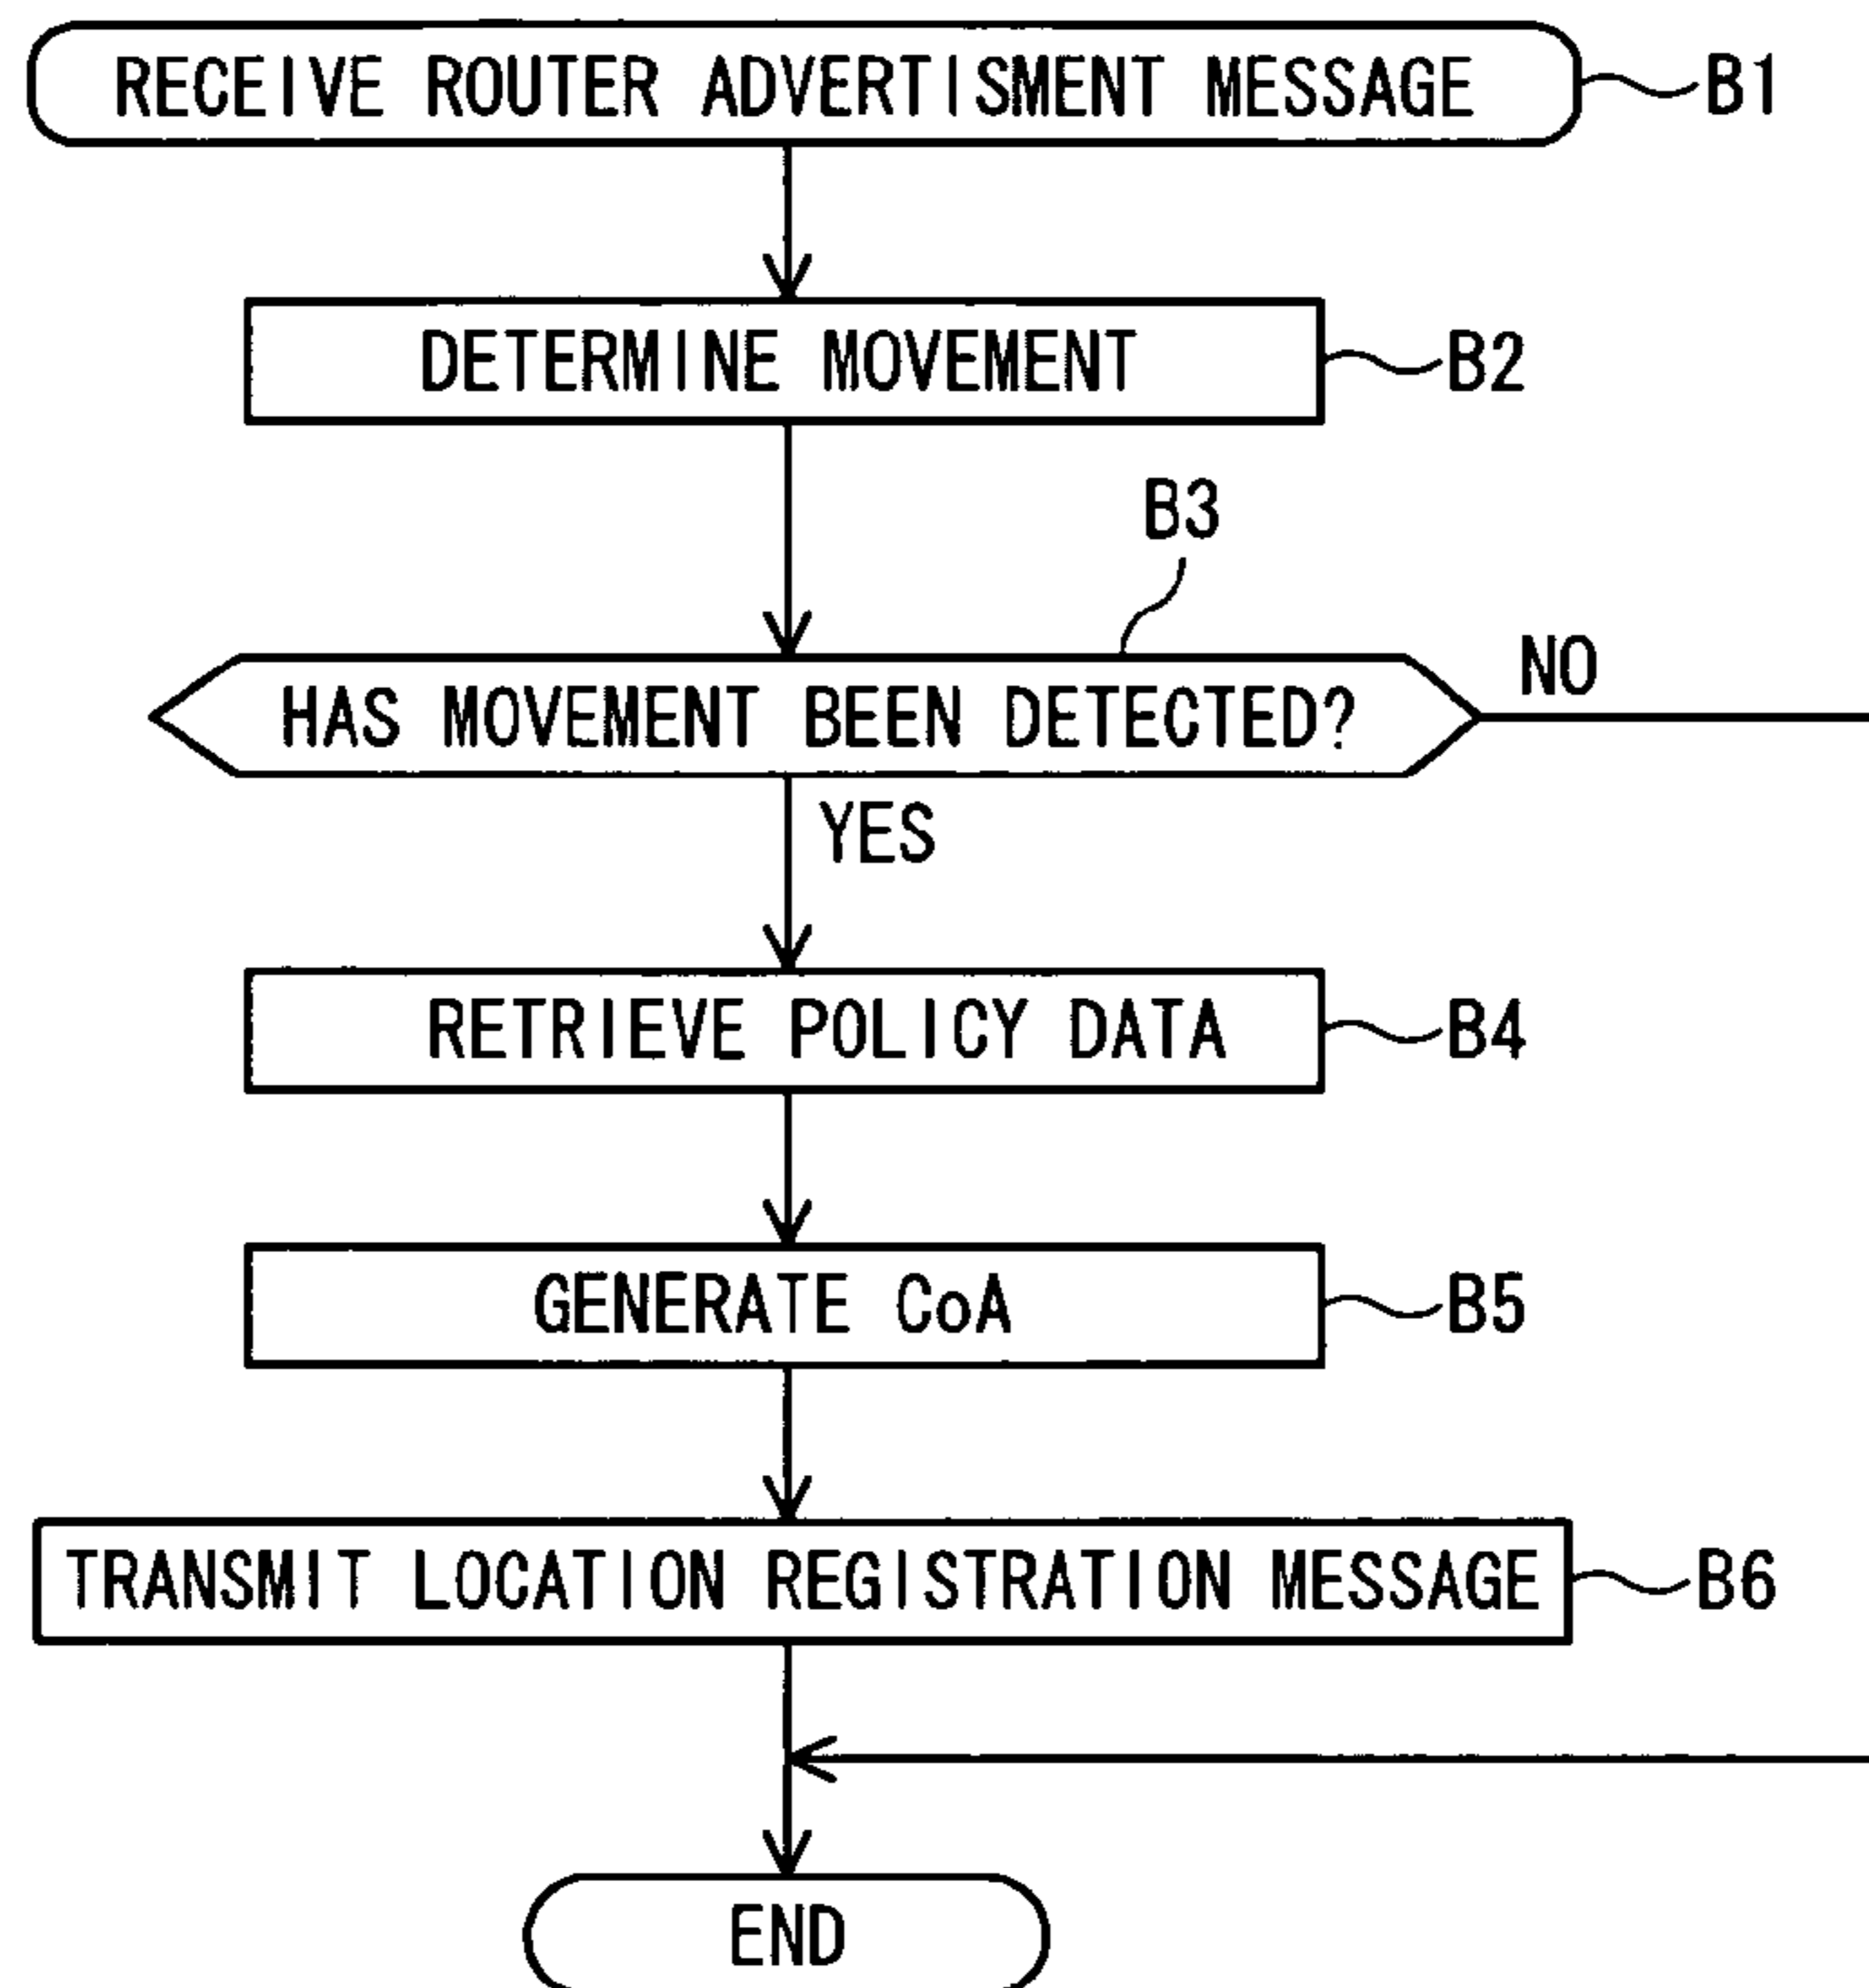 RECEIVE ROUTER ADVERTISMENT MESSAGE
B1
DETERMINE MOVEMENT
B2
B3
HAS MOVEMENT BEEN DETECTED?
NO
YES
RETRIEVE POLICY DATA
B4
GENERATE CoA
B5
TRANSMIT LOCATION REGISTRATION MESSAGE
B6
END